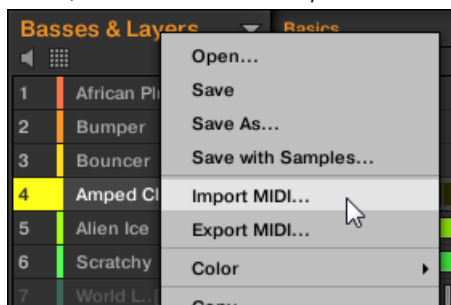 Basses & Layers Basics
Open...
1 African Pl Save
2 Bumper Save As...
3 Bouncer Save with Samples...
4 Amped Cl Import MIDI...
5 Alien Ice Export MIDI...
6 Scratchy Color
7 World L..[ Copy